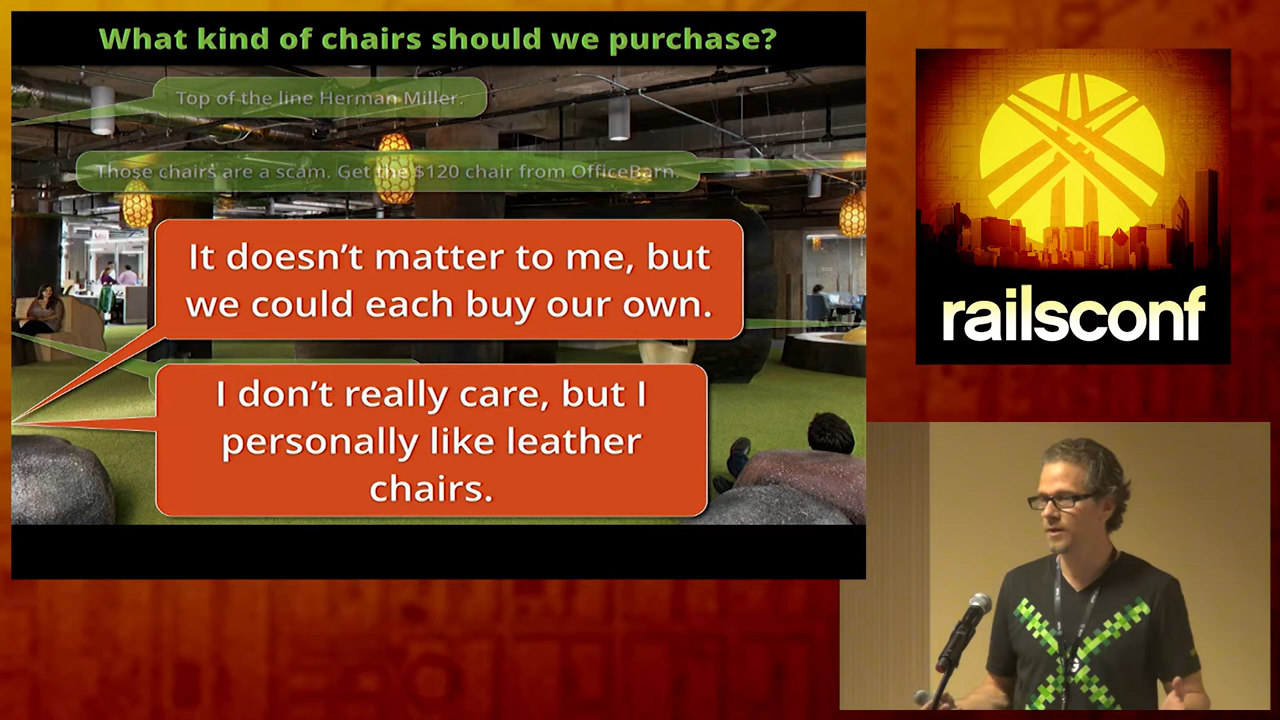 What kind of chairs should we purchase?
Top of the line Herman Miller.
Those chairs are a scam. Get the $120 chair from OfficeBarn.
It doesn’t matter to me, but
we could each buy our own.
I don’t really care, but I
personally like leather
chairs.
railsconf